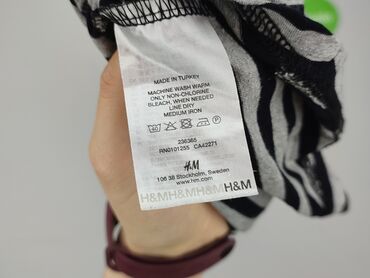 MADE IN TURKEY
MACHINE WASH WARM
ONLY NON-CHLORINE
BLEACH, WHEN NEEDED
LINE DRY
MEDIUM IRON
236365
RN0101255 CA42271
H&M
106 38 Stockholm, Sweden
www.hm.com
H&MH&MH&MH&M